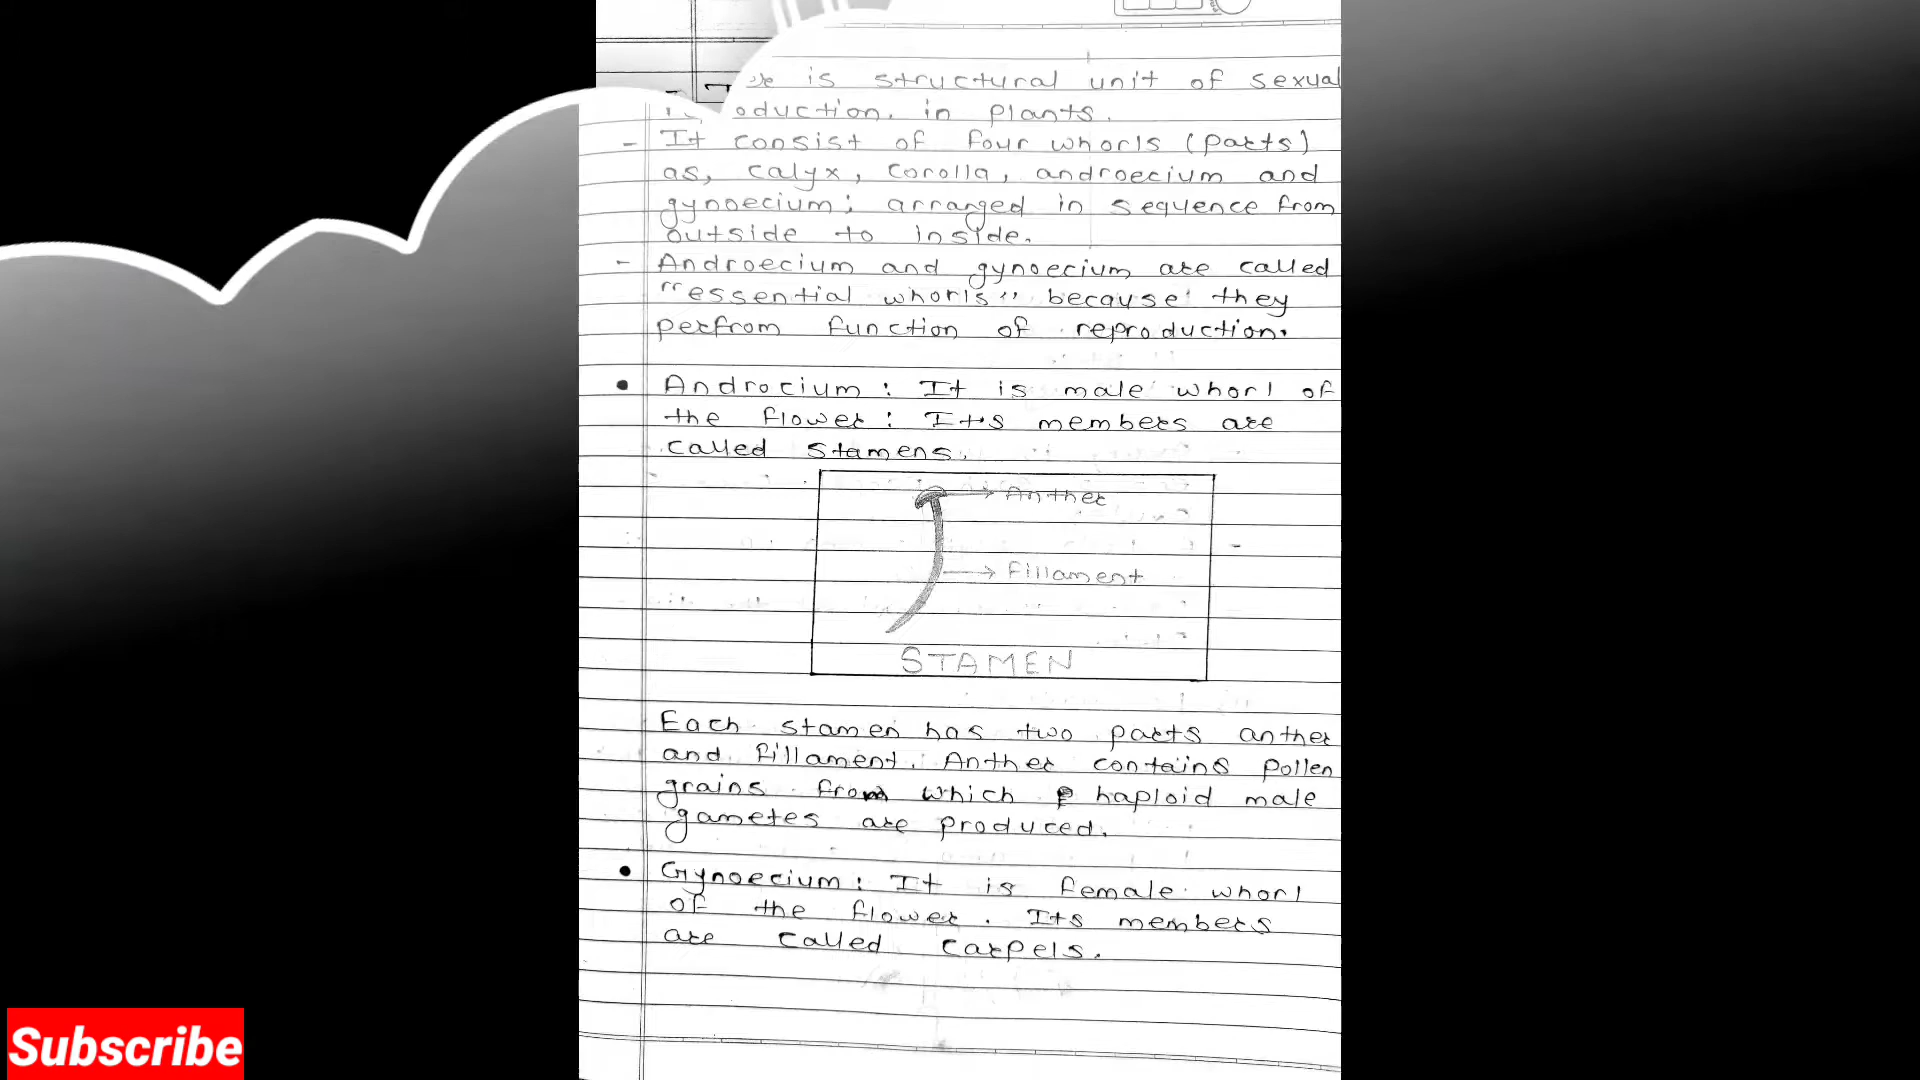 is structural unit of sexual
oduction. in plants.
- It consist of four whorls (parts)
as, calyx, corolla, androecium and
gynoecium; arranged in sequence from
outside to inside.
- Androecium and gynoecium are called
"essential whorls" because they
perfrom function of reproduction.
• Androcium : It is male whorl of
the flower : It's members are
called stamens.
Anther
Fillament
STAMEN
Each stamen has two parts anther
and fillament. Anther contains pollen
grains from which haploid male
gametes are produced.
• Gynoecium : It is female whorl
of the flower. Its members
are called carpels.
Subscribe